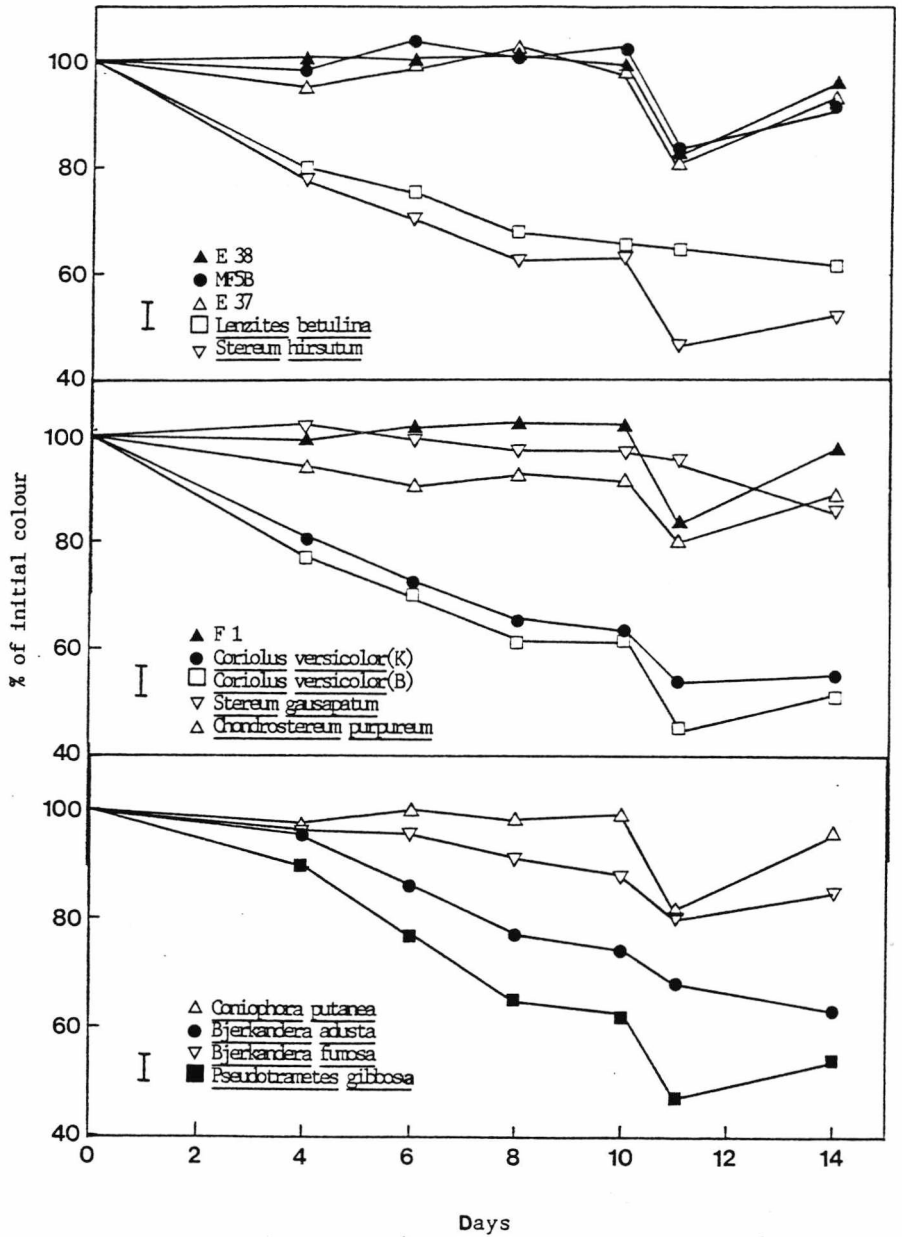 100
80
60
40
▲ E 38
● MF5B
△ E 37
□ Lenzites betulina
▽ Stereum hirsutum
% of initial colour
100
80
60
40
▲ F 1
● Coriolus versicolor(K)
□ Coriolus versicolor(B)
▽ Stereum gausapatum
△ Chondrostereum purpureum
100
80
60
40
△ Coniophora putanea
● Bjerkandera adusta
▽ Bjerkandera fumosa
■ Pseudotrametes gibbosa
0 2 4 6 8 10 12 14
Days